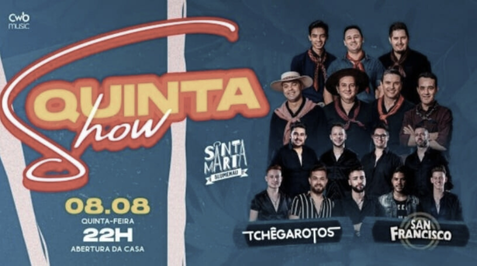 cwb
music
QUINTA
Show
SANTA
MARIA
BLUMENAU
08.08
QUINTA-FEIRA
22H
ABERTURA DA CASA
TCHÊGAROTOS
SAN
FRANCISCO